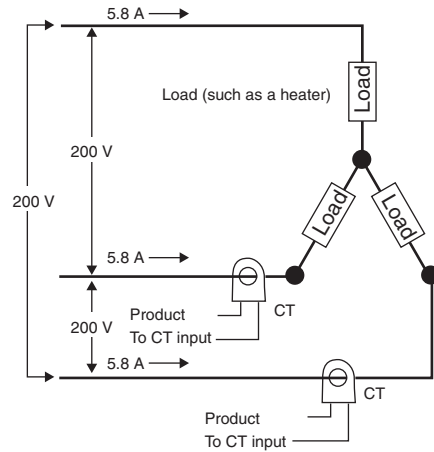 5.8 A
Load (such as a heater)
Load
200 V
200 V
Load
Load
5.8 A
CT
Product
To CT input
200 V
5.8 A
CT
Product
To CT input